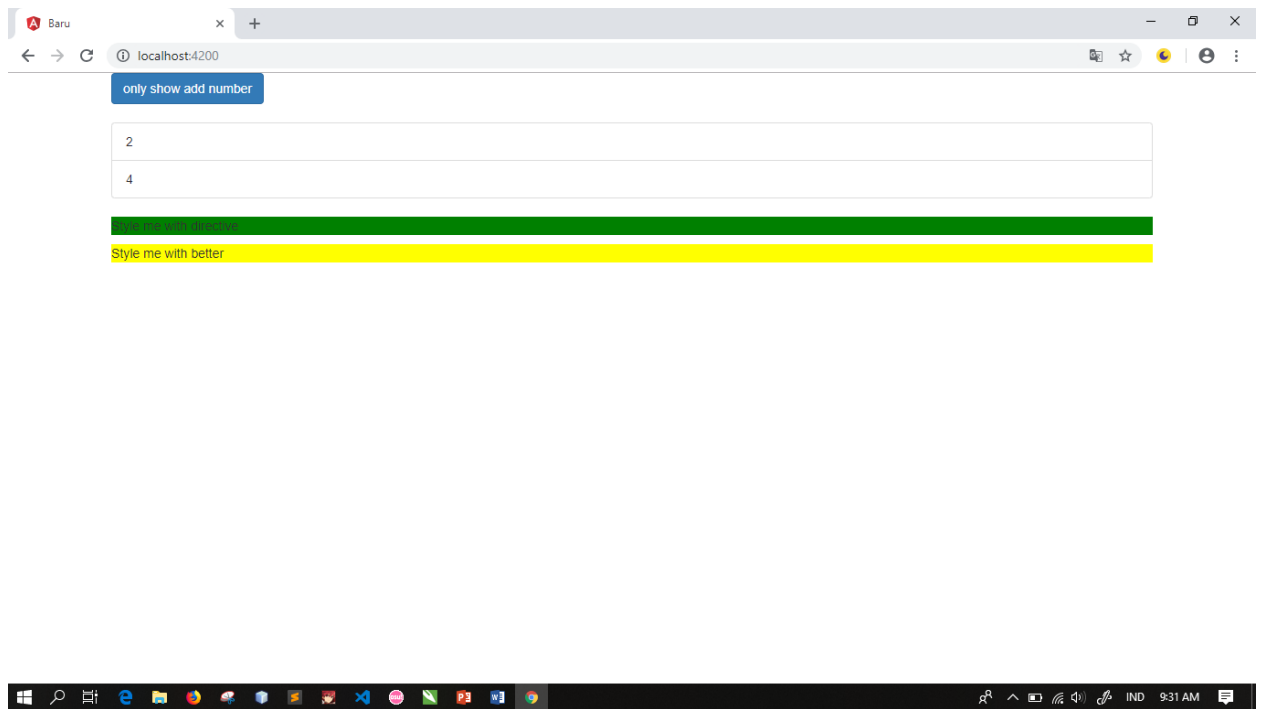 Baru
localhost:4200
only show add number
2
4
Style me with directive
Style me with better
IND 9:31 AM